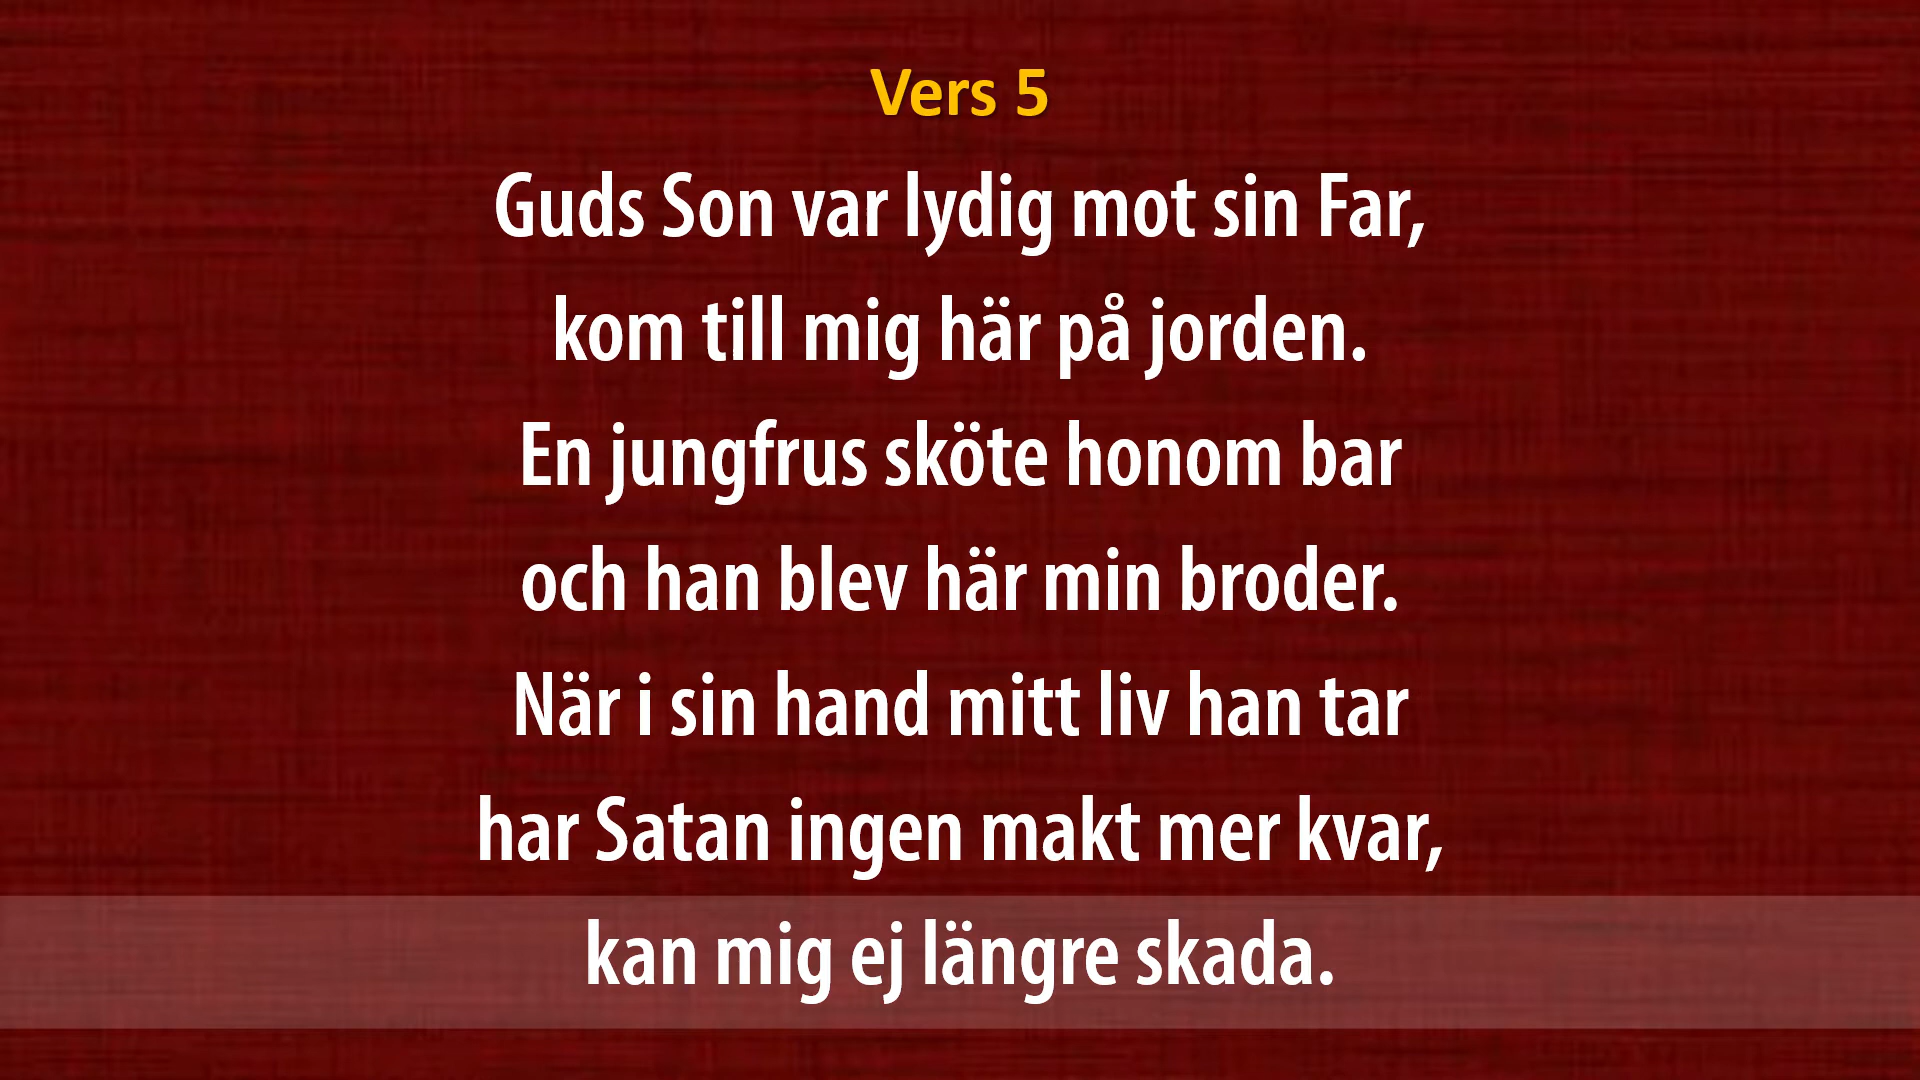 Vers 5
Guds Son var lydig mot sin Far,
kom till mig här på jorden.
En jungfrus sköte honom bar
och han blev här min broder.
När i sin hand mitt liv han tar
har Satan ingen makt mer kvar,
kan mig ej längre skada.